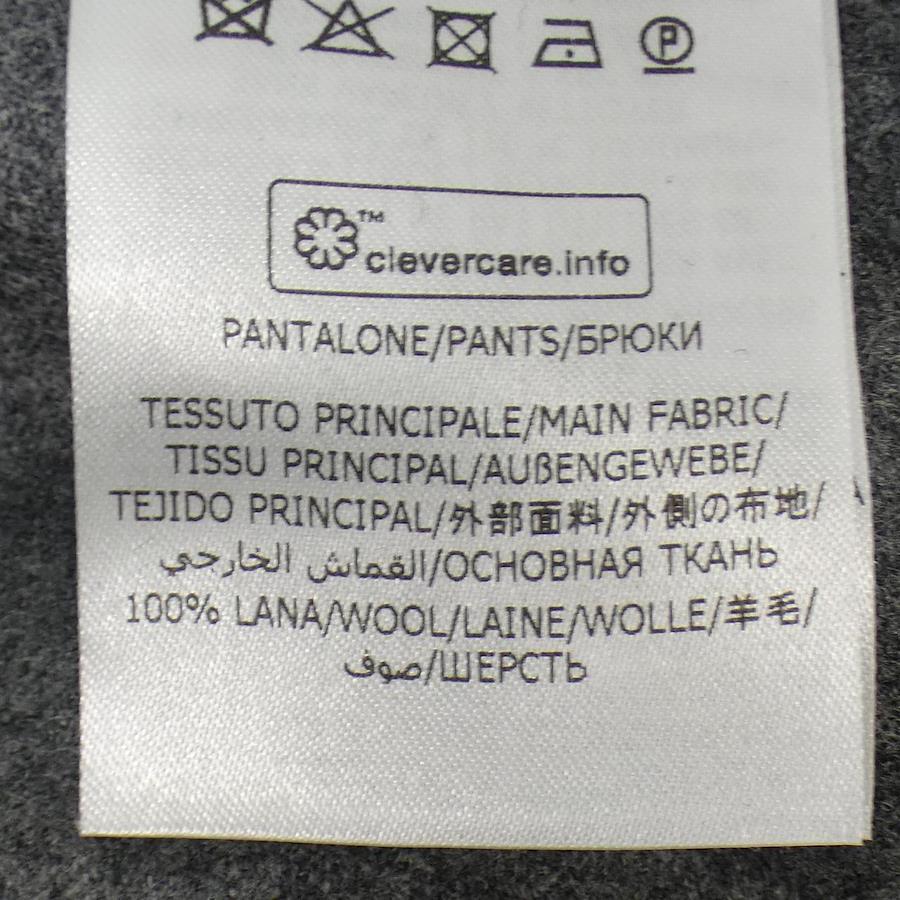 P
™
clevercare.info
PANTALONE/PANTS/БРЮКИ
TESSUTO PRINCIPALE/MAIN FABRIC/
TISSU PRINCIPAL/AUßENGEWEBE/
TEJIDO PRINCIPAL/外部面料/外側の布地/
القماش الخارجي/ОСНОВНАЯ ТКАНЬ
100% LANA/WOOL/LAINE/WOLLE/羊毛/
صوف/ШЕРСТЬ